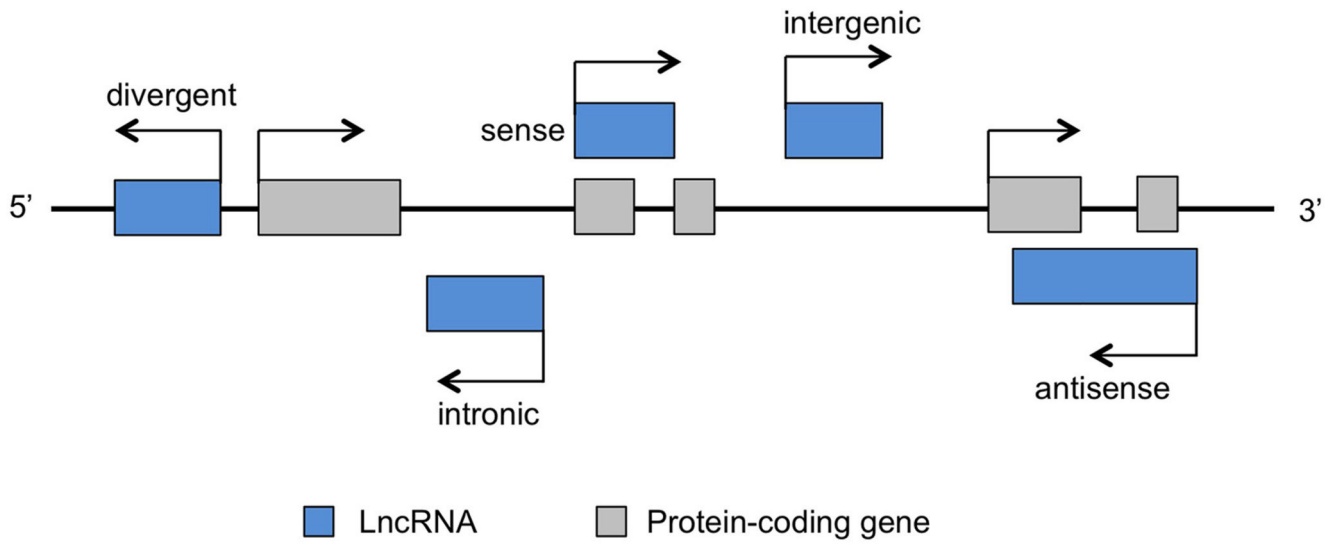 intergenic
divergent
sense
5’
3’
antisense
intronic
LncRNA
Protein-coding gene